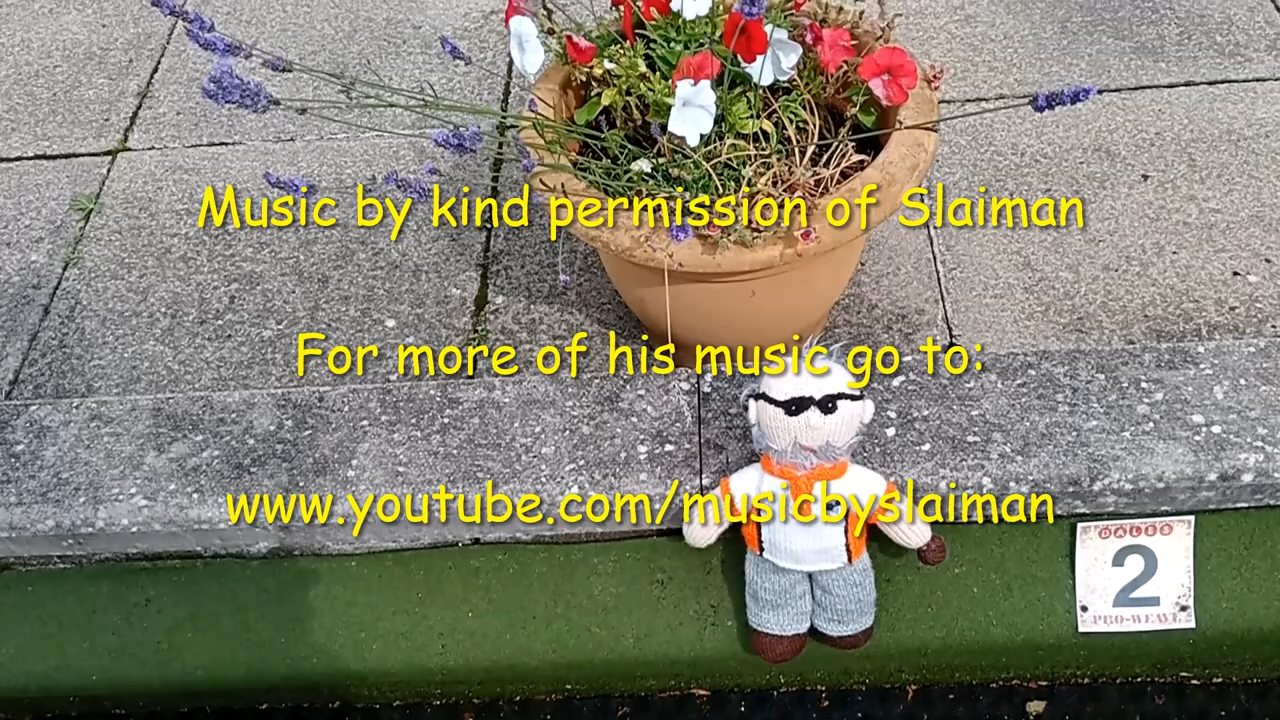 Music by kind permission of Slaiman
For more of his music go to:
www.youtube.com/musicbyslaiman
DALES
2
PRO-WEAVE